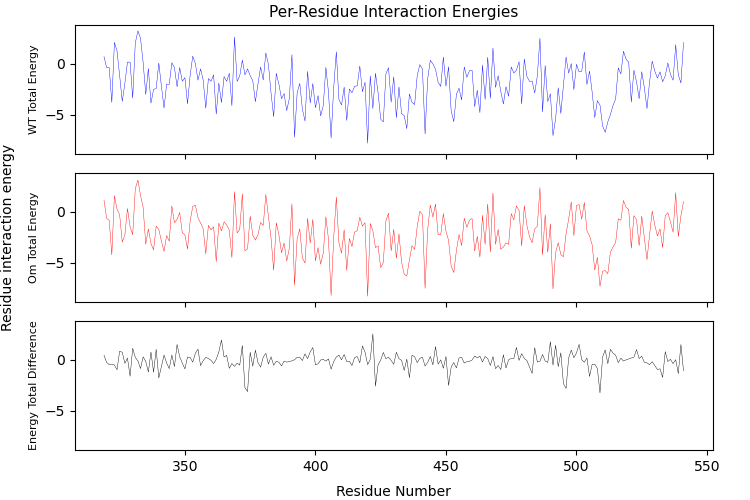 Per-Residue Interaction Energies
Residue interaction energy
WT Total Energy
0
−5
Om Total Energy
0
−5
Energy Total Difference
0
−5
350 400 450 500 550
Residue Number